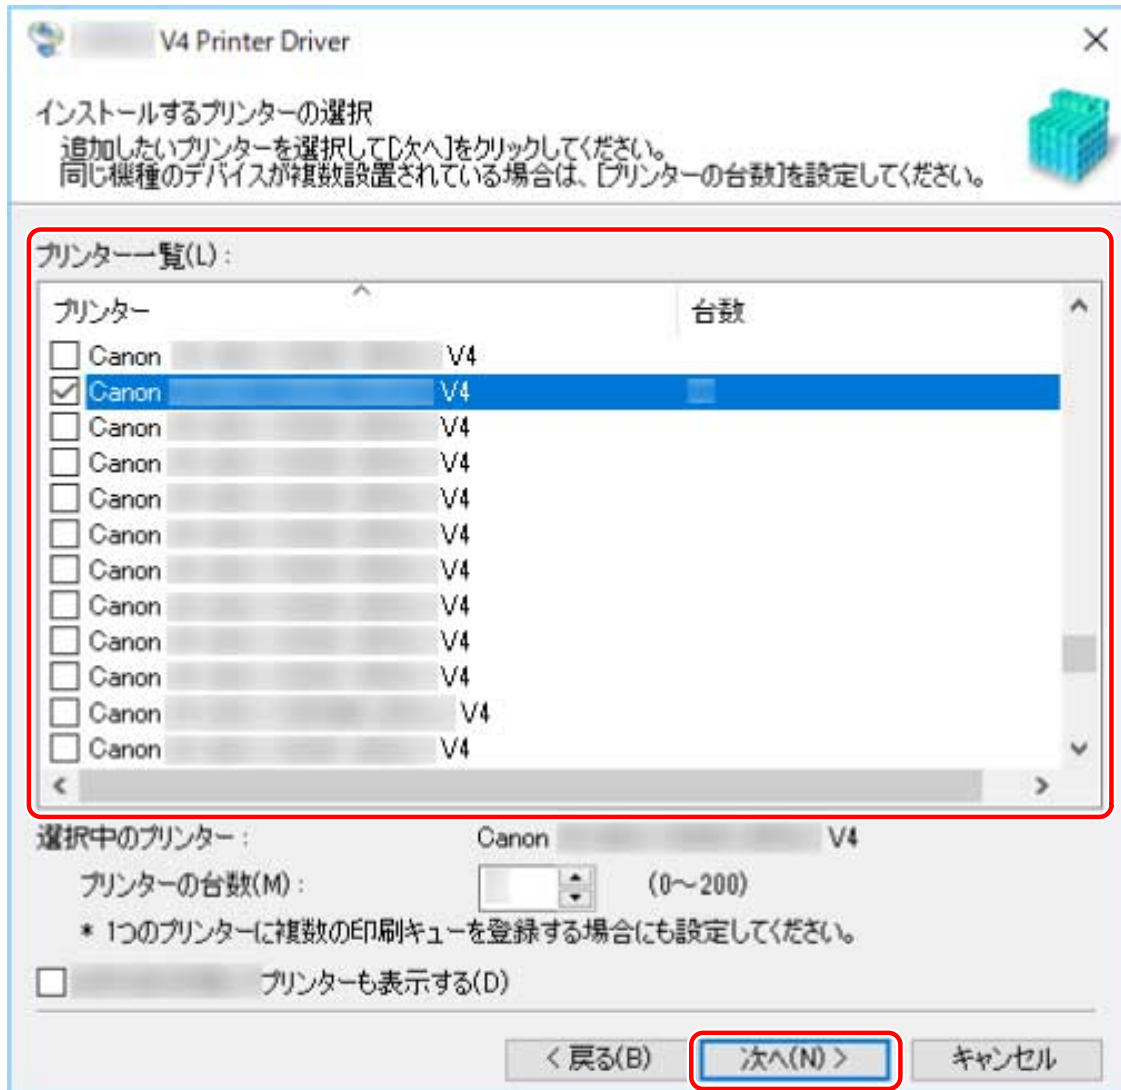 V4 Printer Driver
インストールするプリンターの選択
追加したいプリンターを選択して[次へ]をクリックしてください。
同じ機種のデバイスが複数設置されている場合は、[プリンターの台数]を設定してください。
プリンター一覧(L):
プリンター 台数
Canon V4
Canon V4
Canon V4
Canon V4
Canon V4
Canon V4
Canon V4
Canon V4
Canon V4
Canon V4
Canon V4
Canon V4
選択中のプリンター: Canon V4
プリンターの台数(M): (0~200)
* 1つのプリンターに複数の印刷キューを登録する場合にも設定してください。
プリンターも表示する(D)
< 戻る(B) 次へ(N) > キャンセル